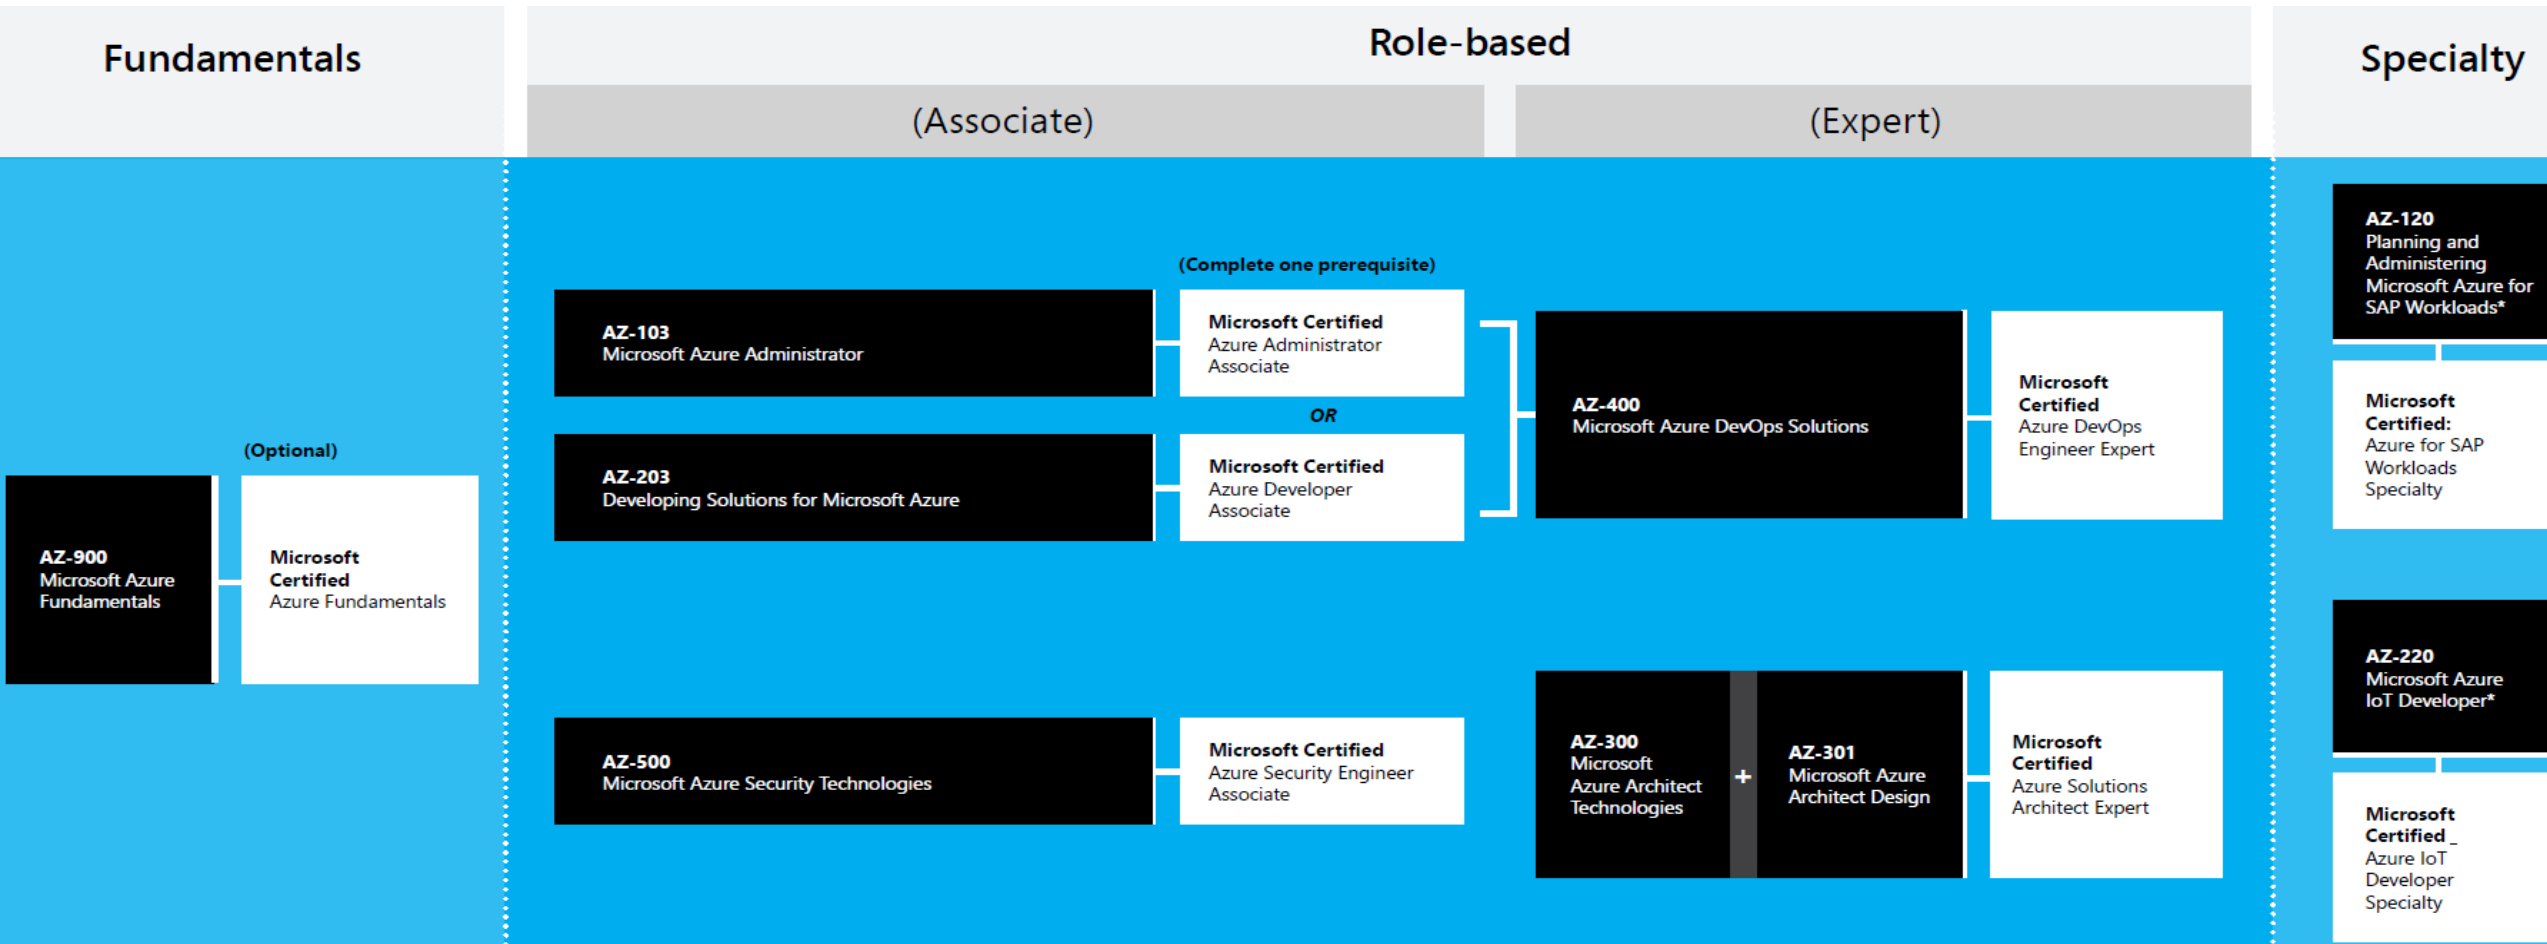 Fundamentals
Role-based
Specialty
(Associate)
(Expert)
(Optional)
AZ-900
Microsoft Azure
Fundamentals
Microsoft
Certified
Azure Fundamentals
(Complete one prerequisite)
AZ-103
Microsoft Azure Administrator
Microsoft Certified
Azure Administrator
Associate
OR
AZ-203
Developing Solutions for Microsoft Azure
Microsoft Certified
Azure Developer
Associate
AZ-500
Microsoft Azure Security Technologies
Microsoft Certified
Azure Security Engineer
Associate
AZ-400
Microsoft Azure DevOps Solutions
Microsoft
Certified
Azure DevOps
Engineer Expert
AZ-300
Microsoft
Azure Architect
Technologies
+
AZ-301
Microsoft Azure
Architect Design
Microsoft
Certified
Azure Solutions
Architect Expert
AZ-120
Planning and
Administering
Microsoft Azure for
SAP Workloads*
Microsoft
Certified:
Azure for SAP
Workloads
Specialty
AZ-220
Microsoft Azure
IoT Developer*
Microsoft
Certified _
Azure IoT
Developer
Specialty